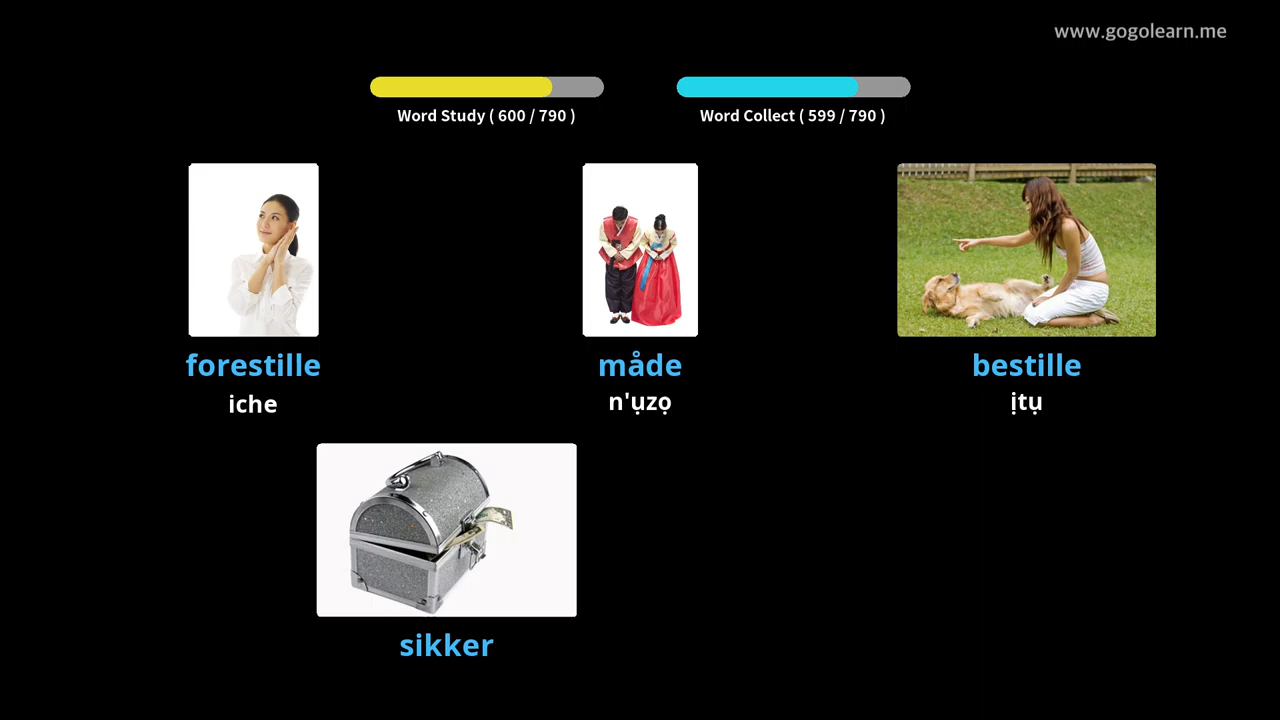 www.gogolearn.me
Word Study ( 600 / 790 )
Word Collect ( 599 / 790 )
forestille
iche
måde
n'ụzọ
bestille
ịtụ
sikker